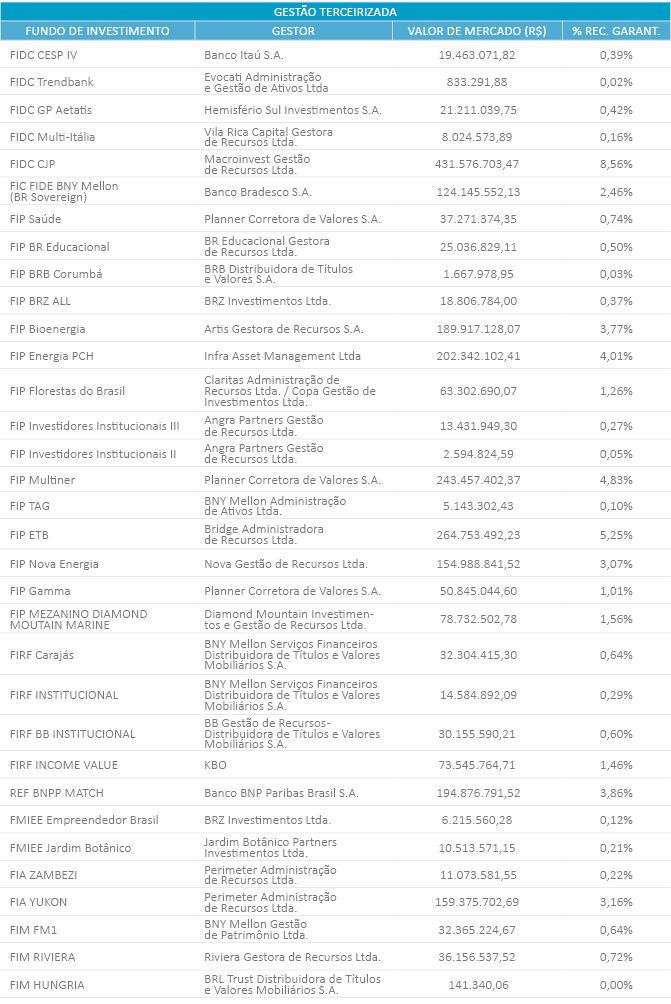 GESTÃO TERCEIRIZADA
FUNDO DE INVESTIMENTO GESTOR VALOR DE MERCADO (R$) % REC. GARANT.
FIDC CESP IV Banco Itaú S.A. 19.463.071,82 0,39%
FIDC Trendbank Evocati Administração
e Gestão de Ativos Ltda 833.291,88 0,02%
FIDC GP Aetatis Hemisfério Sul Investimentos S.A. 21.211.039,75 0,42%
FIDC Multi-Itália Vila Rica Capital Gestora
de Recursos Ltda. 8.024.573,89 0,16%
FIDC CJP Macroinvest Gestão
de Recursos Ltda. 431.576.703,47 8,56%
FIC FIDE BNY Mellon
(BR Sovereign) Banco Bradesco S.A. 124.145.552,13 2,46%
FIP Saúde Planner Corretora de Valores S.A. 37.271.374,35 0,74%
FIP BR Educacional BR Educacional Gestora
de Recursos Ltda. 25.036.829,11 0,50%
FIP BRB Corumbá BRB Distribuidora de Títulos
e Valores S.A. 1.667.978,95 0,03%
FIP BRZ ALL BRZ Investimentos Ltda. 18.806.784,00 0,37%
FIP Bioenergia Artis Gestora de Recursos S.A. 189.917.128,07 3,77%
FIP Energia PCH Infra Asset Management Ltda 202.342.102,41 4,01%
FIP Florestas do Brasil Claritas Administração de
Recursos Ltda. / Copa Gestão de
Investimentos Ltda. 63.302.690,07 1,26%
FIP Investidores Institucionais III Angra Partners Gestão
de Recursos Ltda. 13.431.949,30 0,27%
FIP Investidores Institucionais II Angra Partners Gestão
de Recursos Ltda. 2.594.824,59 0,05%
FIP Multiner Planner Corretora de Valores S.A. 243.457.402,37 4,83%
FIP TAG BNY Mellon Administração
de Ativos Ltda. 5.143.302,43 0,10%
FIP ETB Bridge Administradora
de Recursos Ltda. 264.753.492,23 5,25%
FIP Nova Energia Nova Gestão de Recursos Ltda. 154.988.841,52 3,07%
FIP Gamma Planner Corretora de Valores S.A. 50.845.044,60 1,01%
FIP MEZANINO DIAMOND
MOUTAIN MARINE Diamond Mountain Investimen-
tos e Gestão de Recursos Ltda. 78.732.502,78 1,56%
FIRF Carajás BNY Mellon Serviços Financeiros
Distribuidora de Títulos e Valores
Mobiliários S.A. 32.304.415,30 0,64%
FIRF INSTITUCIONAL BNY Mellon Serviços Financeiros
Distribuidora de Títulos e Valores
Mobiliários S.A. 14.584.892,09 0,29%
FIRF BB INSTITUCIONAL BB Gestão de Recursos-
Distribuidora de Títulos e Valores
Mobiliários S.A. 30.155.590,21 0,60%
FIRF INCOME VALUE KBO 73.545.764,71 1,46%
REF BNPP MATCH Banco BNP Paribas Brasil S.A. 194.876.791,52 3,86%
FMIEE Empreendedor Brasil BRZ Investimentos Ltda. 6.215.560,28 0,12%
FMIEE Jardim Botânico Jardim Botânico Partners
Investimentos Ltda. 10.513.571,15 0,21%
FIA ZAMBEZI Perimeter Administração
de Recursos Ltda. 11.073.581,55 0,22%
FIA YUKON Perimeter Administração
de Recursos Ltda. 159.375.702,69 3,16%
FIM FM1 BNY Mellon Gestão
de Patrimônio Ltda. 32.365.224,67 0,64%
FIM RIVIERA Riviera Gestora de Recursos Ltda. 36.156.537,52 0,72%
FIM HUNGRIA BRL Trust Distribuidora de Títulos
e Valores Mobiliários S.A. 141.340,06 0,00%